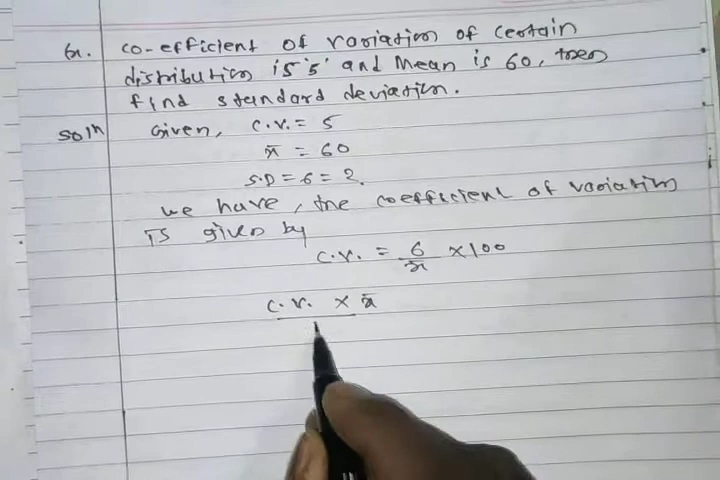 Ex. co-efficient of variation of certain
distribution is '5' and mean is 60, then
find standard deviation.
Soln Given, C.V. = 5
x̄ = 60
S.D = σ = ?
we have, the coefficient of variation
is given by
C.V. = σ/x̄ × 100
C.V. × x̄